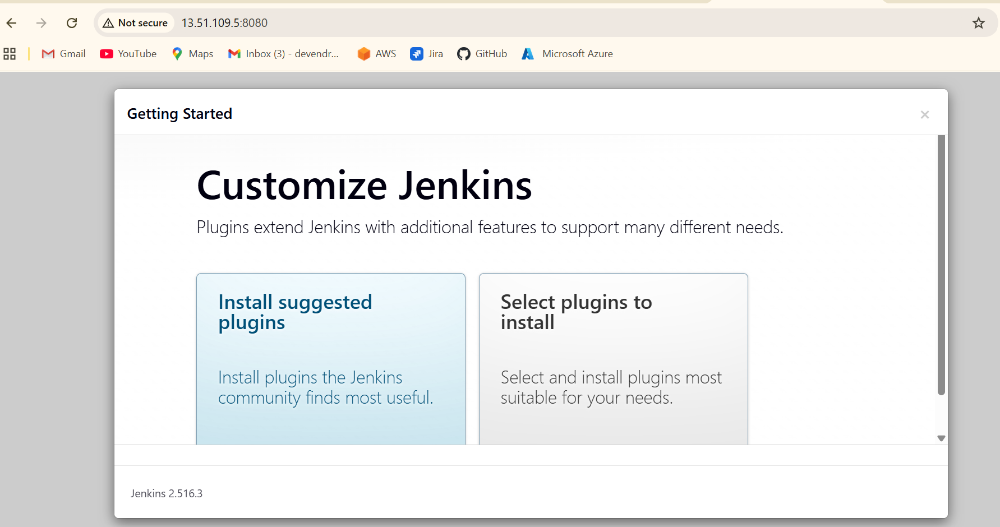 Not secure 13.51.109.5:8080
Gmail YouTube Maps Inbox (3) - devendr... AWS Jira GitHub Microsoft Azure
Getting Started ×
Customize Jenkins
Plugins extend Jenkins with additional features to support many different needs.
Install suggested
plugins
Install plugins the Jenkins
community finds most useful.
Select plugins to
install
Select and install plugins most
suitable for your needs.
Jenkins 2.516.3